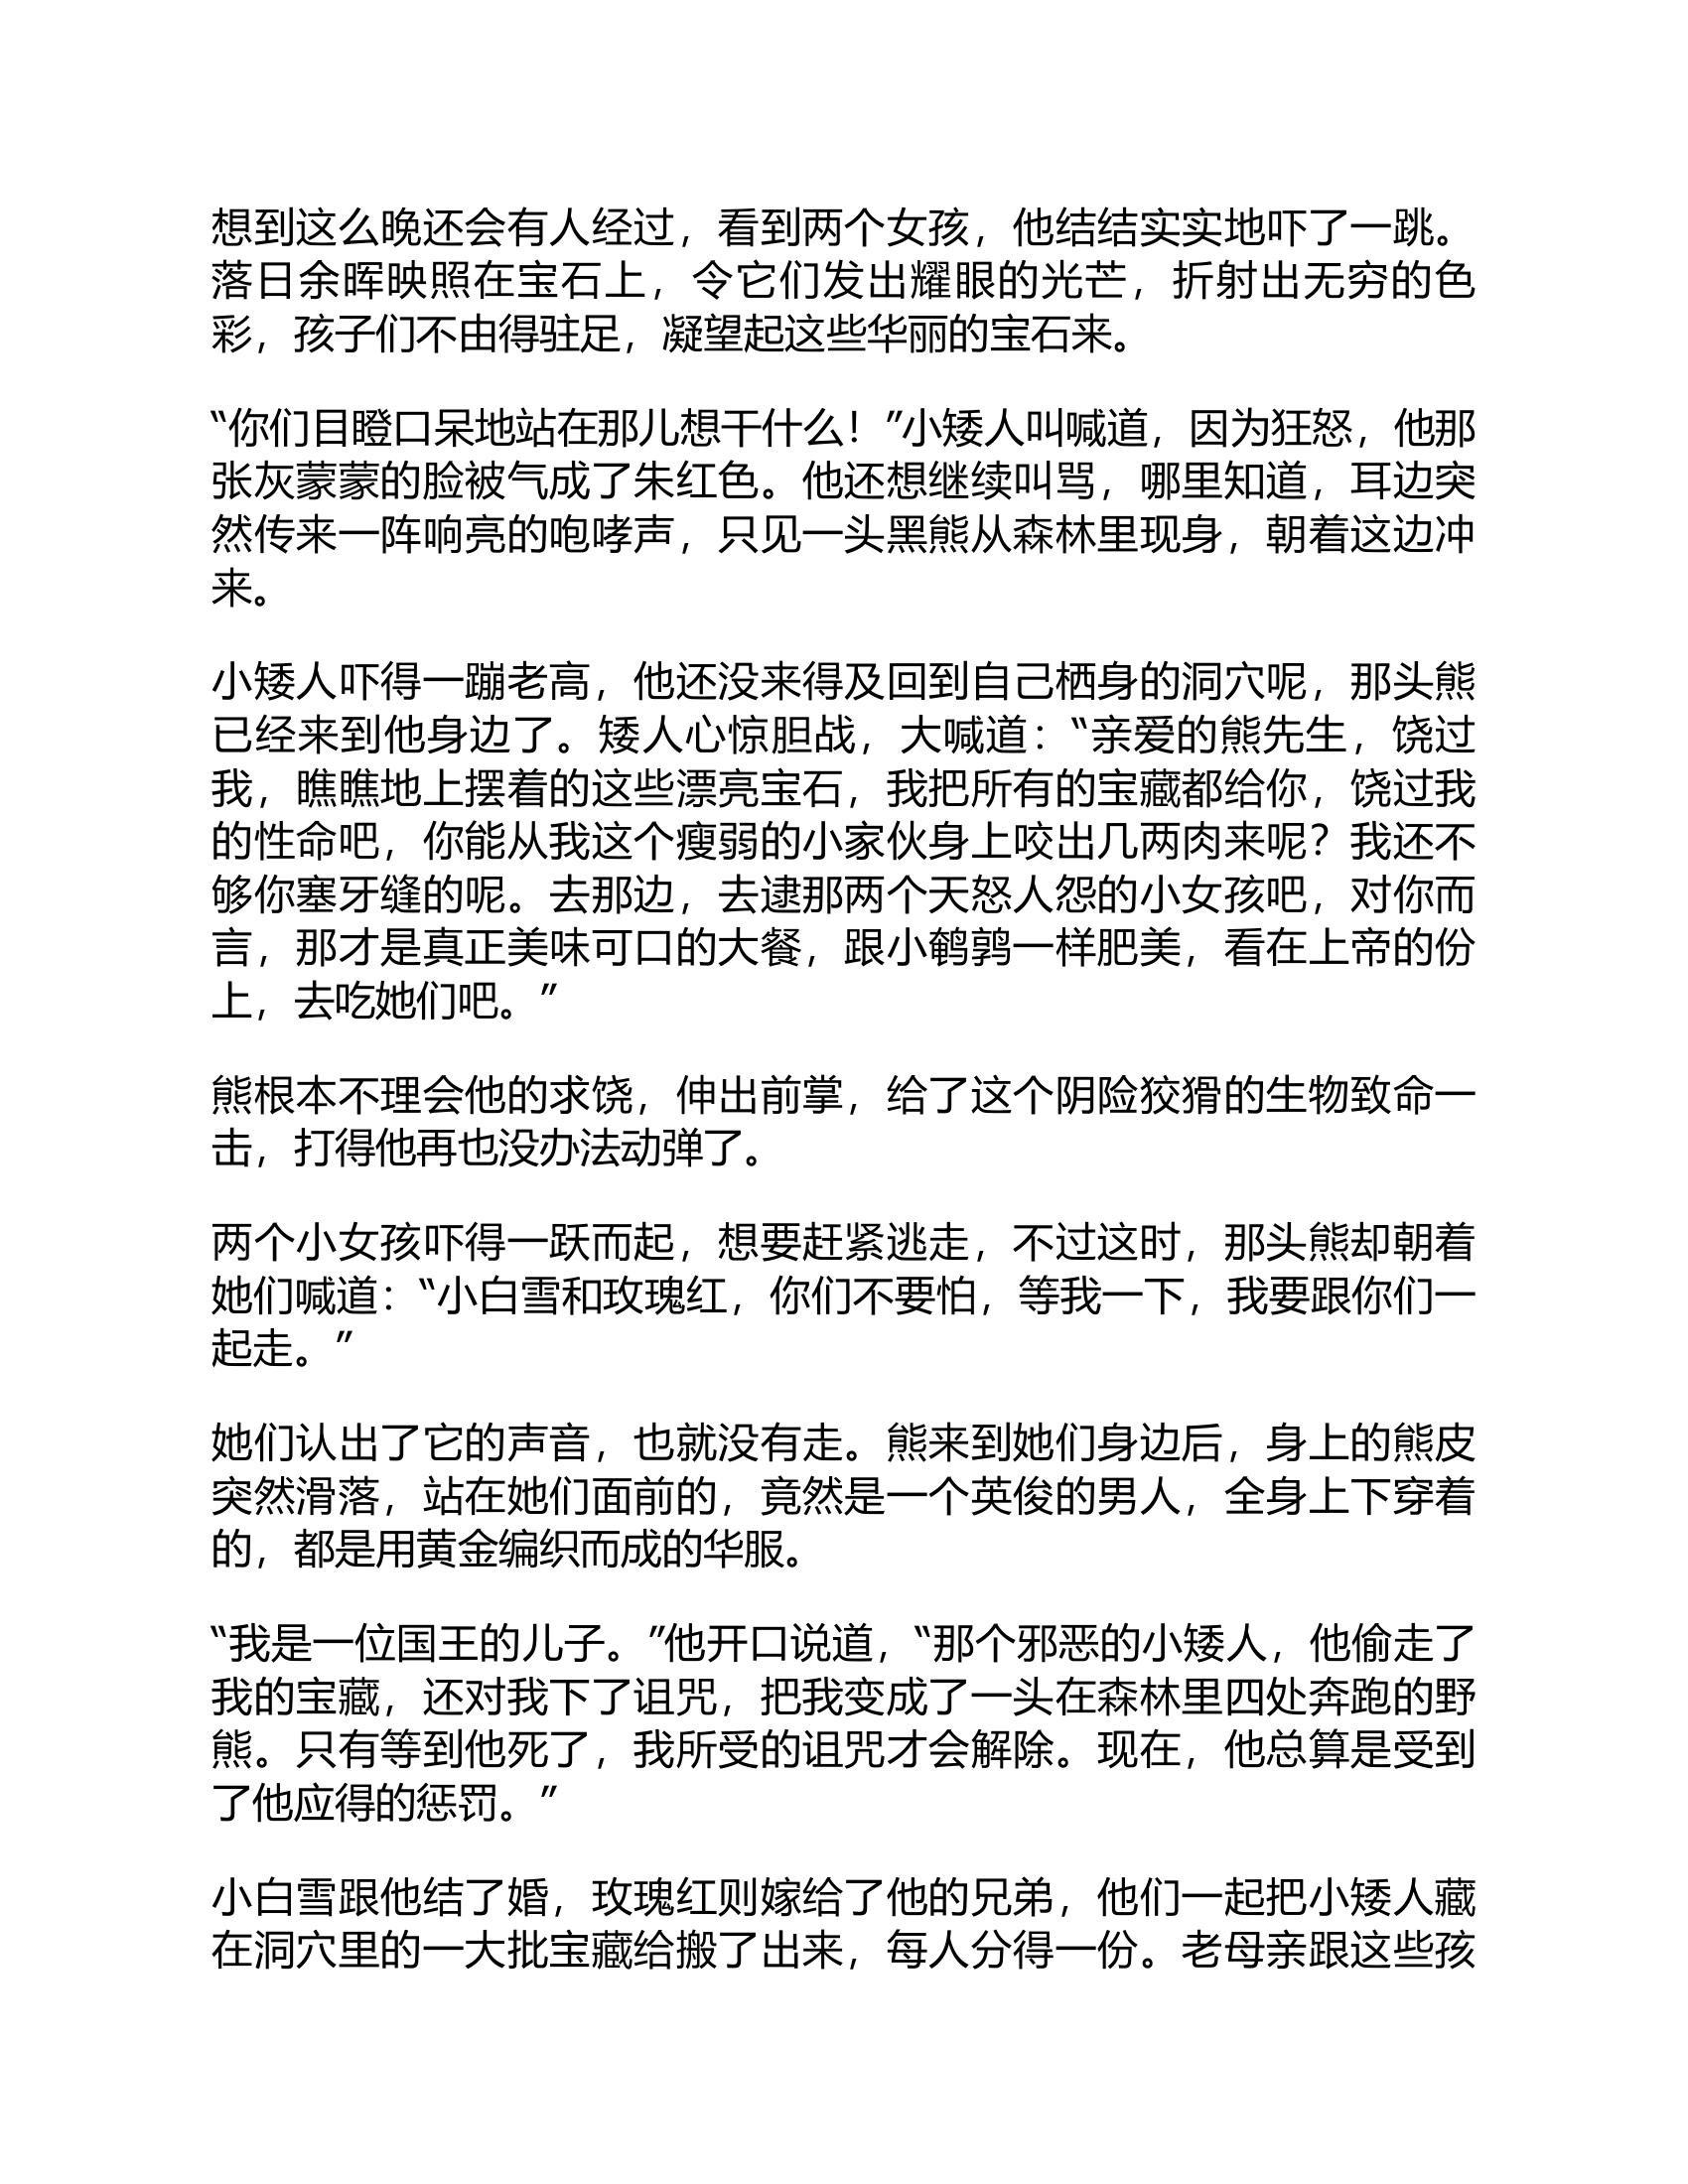 想到这么晚还会有人经过，看到两个女孩，他结结实实地吓了一跳。
落日余晖映照在宝石上，令它们发出耀眼的光芒，折射出无穷的色
彩，孩子们不由得驻足，凝望起这些华丽的宝石来。
“你们目瞪口呆地站在那儿想干什么！”小矮人叫喊道，因为狂怒，他那
张灰蒙蒙的脸被气成了朱红色。他还想继续叫骂，哪里知道，耳边突
然传来一阵响亮的咆哮声，只见一头黑熊从森林里现身，朝着这边冲
来。
小矮人吓得一蹦老高，他还没来得及回到自己栖身的洞穴呢，那头熊
已经来到他身边了。矮人心惊胆战，大喊道：“亲爱的熊先生，饶过
我，瞧瞧地上摆着的这些漂亮宝石，我把所有的宝藏都给你，饶过我
的性命吧，你能从我这个瘦弱的小家伙身上咬出几两肉来呢？我还不
够你塞牙缝的呢。去那边，去逮那两个天怒人怨的小女孩吧，对你而
言，那才是真正美味可口的大餐，跟小鹌鹑一样肥美，看在上帝的份
上，去吃她们吧。”
熊根本不理会他的求饶，伸出前掌，给了这个阴险狡猾的生物致命一
击，打得他再也没办法动弹了。
两个小女孩吓得一跃而起，想要赶紧逃走，不过这时，那头熊却朝着
她们喊道：“小白雪和玫瑰红，你们不要怕，等我一下，我要跟你们一
起走。”
她们认出了它的声音，也就没有走。熊来到她们身边后，身上的熊皮
突然滑落，站在她们面前的，竟然是一个英俊的男人，全身上下穿着
的，都是用黄金编织而成的华服。
“我是一位国王的儿子。”他开口说道，“那个邪恶的小矮人，他偷走了
我的宝藏，还对我下了诅咒，把我变成了一头在森林里四处奔跑的野
熊。只有等到他死了，我所受的诅咒才会解除。现在，他总算是受到
了他应得的惩罚。”
小白雪跟他结了婚，玫瑰红则嫁给了他的兄弟，他们一起把小矮人藏
在洞穴里的一大批宝藏给搬了出来，每人分得一份。老母亲跟这些孩